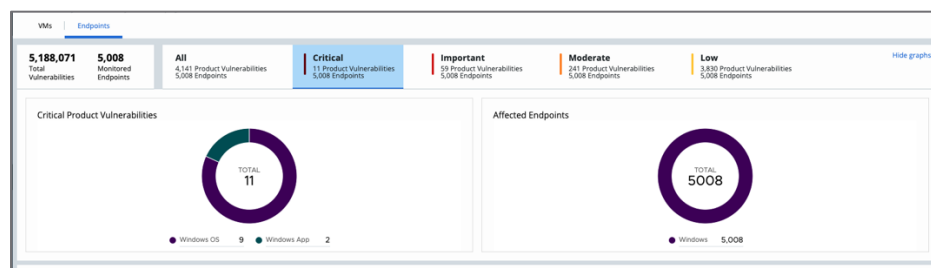 VMs
Endpoints
5,188,071
Total
Vulnerabilities
5,008
Monitored
Endpoints
All
4,141 Product Vulnerabilities
5,008 Endpoints
Critical
11 Product Vulnerabilities
5,008 Endpoints
Important
59 Product Vulnerabilities
5,008 Endpoints
Moderate
241 Product Vulnerabilities
5,008 Endpoints
Low
3,830 Product Vulnerabilities
5,008 Endpoints
Hide graphs
Critical Product Vulnerabilities
TOTAL
11
Windows OS 9 Windows App 2
Affected Endpoints
TOTAL
5008
Windows 5,008